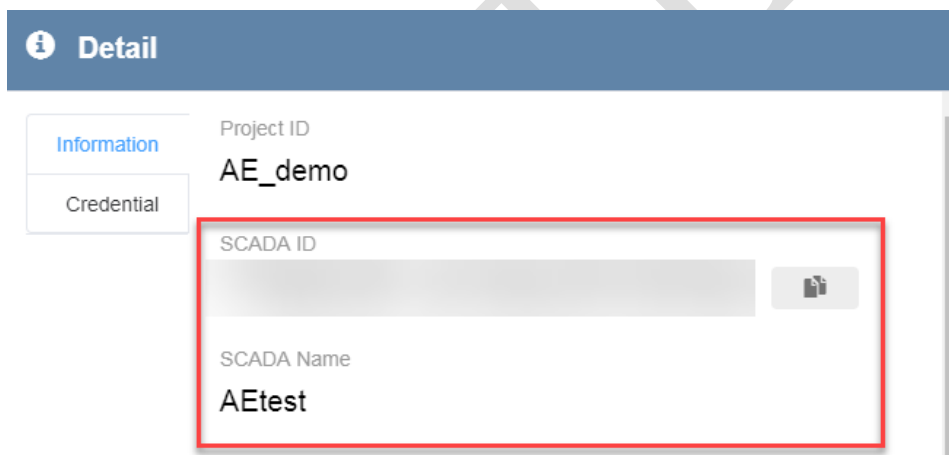 Detail
Information
Credential
Project ID
AE_demo
SCADA ID
SCADA Name
AEtest